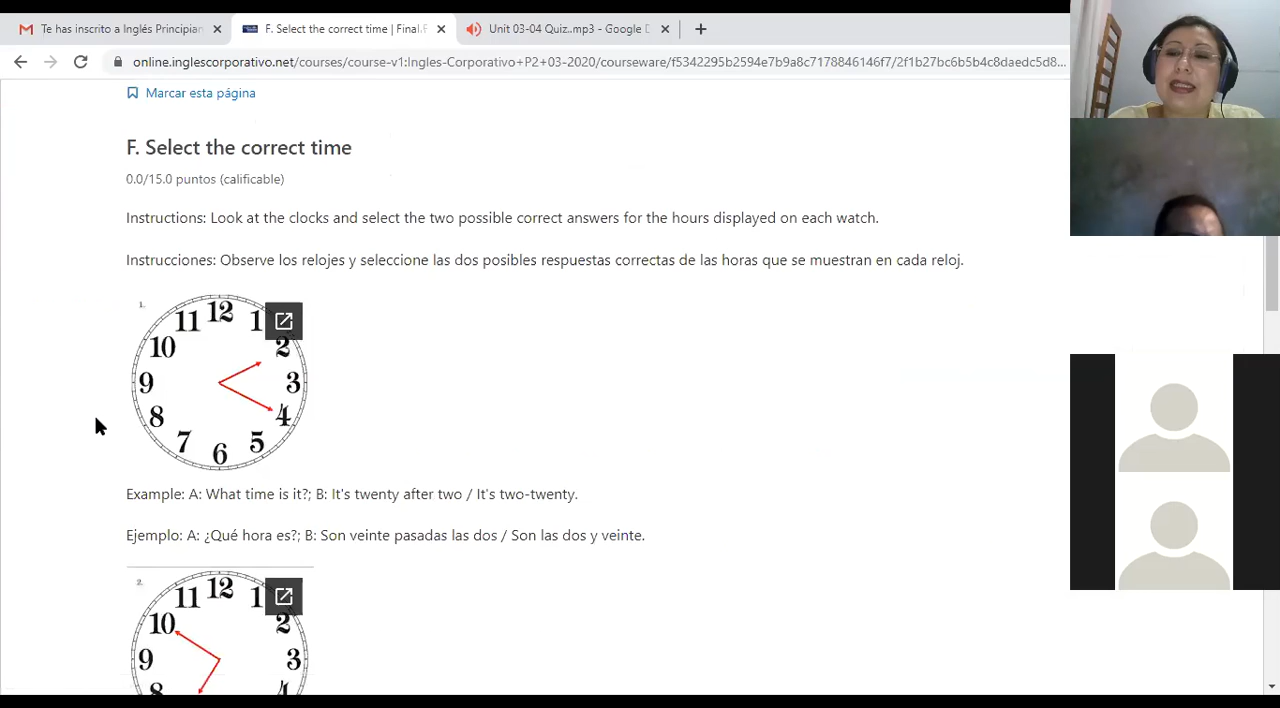 Te has inscrito a Inglés Principian
F. Select the correct time | Final.F
Unit 03-04 Quiz..mp3 - Google D
online.inglescorporativo.net/courses/course-v1:Ingles-Corporativo+P2+03-2020/courseware/f5342295b2594e7b9a8c7178846146f7/2f1b27bc6b5b4c8daedc5d8...
Marcar esta página
F. Select the correct time
0.0/15.0 puntos (calificable)
Instructions: Look at the clocks and select the two possible correct answers for the hours displayed on each watch.
Instrucciones: Observe los relojes y seleccione las dos posibles respuestas correctas de las horas que se muestran en cada reloj.
1.
12
11 1
10 2
9 3
8 4
7 5
6
Example: A: What time is it?; B: It's twenty after two / It's two-twenty.
Ejemplo: A: ¿Qué hora es?; B: Son veinte pasadas las dos / Son las dos y veinte.
2.
12
11 1
10 2
9 3
8 4